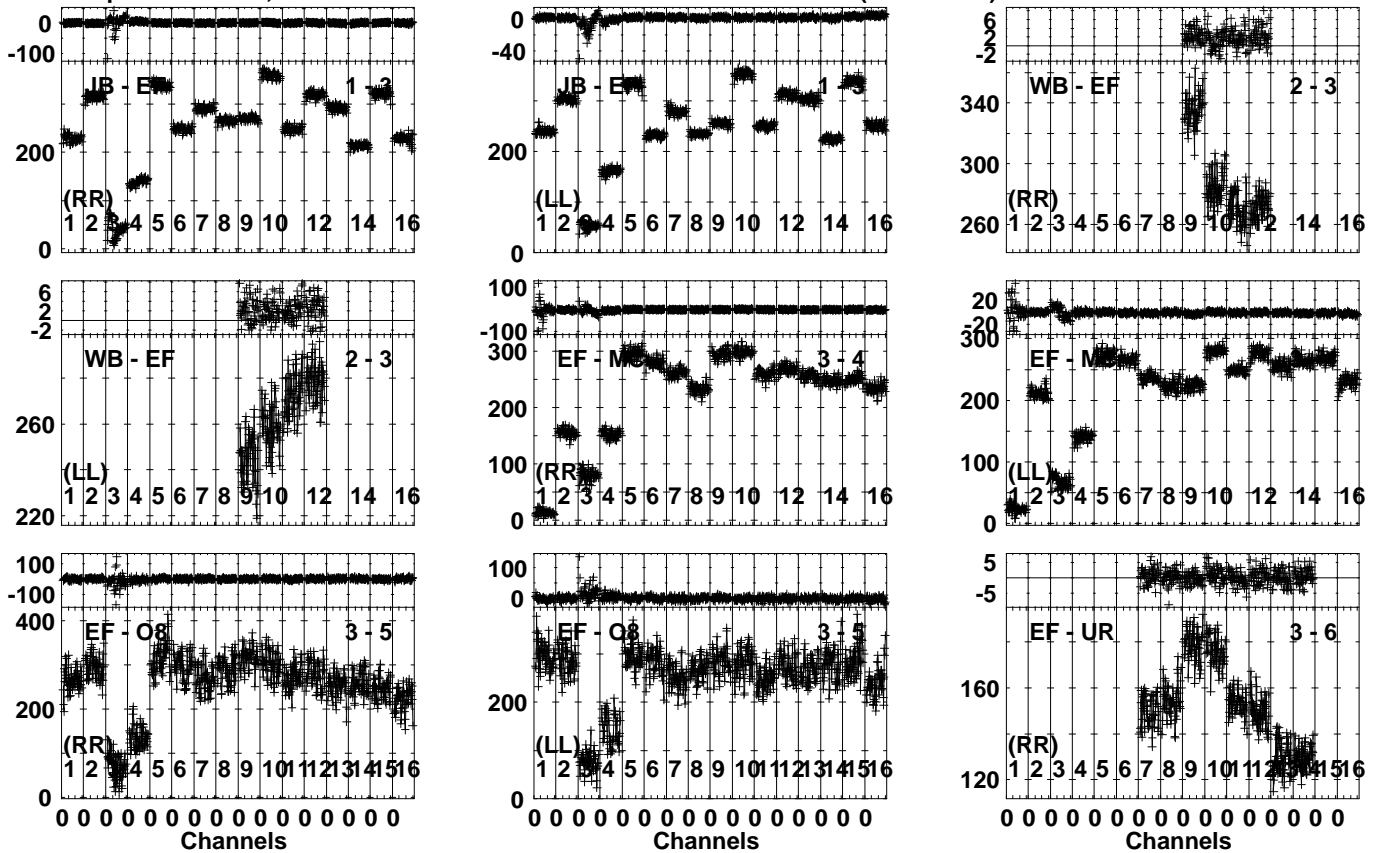 0
-100
JB - EF 1 - 3
200
(RR)
1 2 3 4 5 6 7 8 9 10 12 14 16
0
0
-40
JB - EF 1 - 3
200
(LL)
1 2 3 4 5 6 7 8 9 10 12 14 16
0
6
2
-2
WB - EF 2 - 3
340
300
(RR)
1 2 3 4 5 6 7 8 9 10 12 14 16
260
6
2
-2
WB - EF 2 - 3
260
(LL)
1 2 3 4 5 6 7 8 9 10 12 14 16
220
100
-100
300
EF - MC 3 - 4
200
100
(RR)
1 2 3 4 5 6 7 8 9 10 12 14 16
0
20
-20
300
EF - MC
200
100
(LL)
1 2 3 4 5 6 7 8 9 10 12 14 16
0
100
-100
400
EF - O8 3 - 5
200
(RR)
1 2 3 4 5 6 7 8 9 10 11 12 13 14 15 16
0
100
0
EF - O8 3 - 5
200
(LL)
1 2 3 4 5 6 7 8 9 10 11 12 13 14 15 16
0
5
-5
EF - UR 3 - 6
160
(RR)
1 2 3 4 5 6 7 8 9 10 11 12 13 14 15 16
120
0 0 0 0 0 0 0 0 0 0 0 0 0 0 0 0
Channels
0 0 0 0 0 0 0 0 0 0 0 0 0 0 0 0
Channels
0 0 0 0 0 0 0 0 0 0 0 0 0 0 0 0
Channels